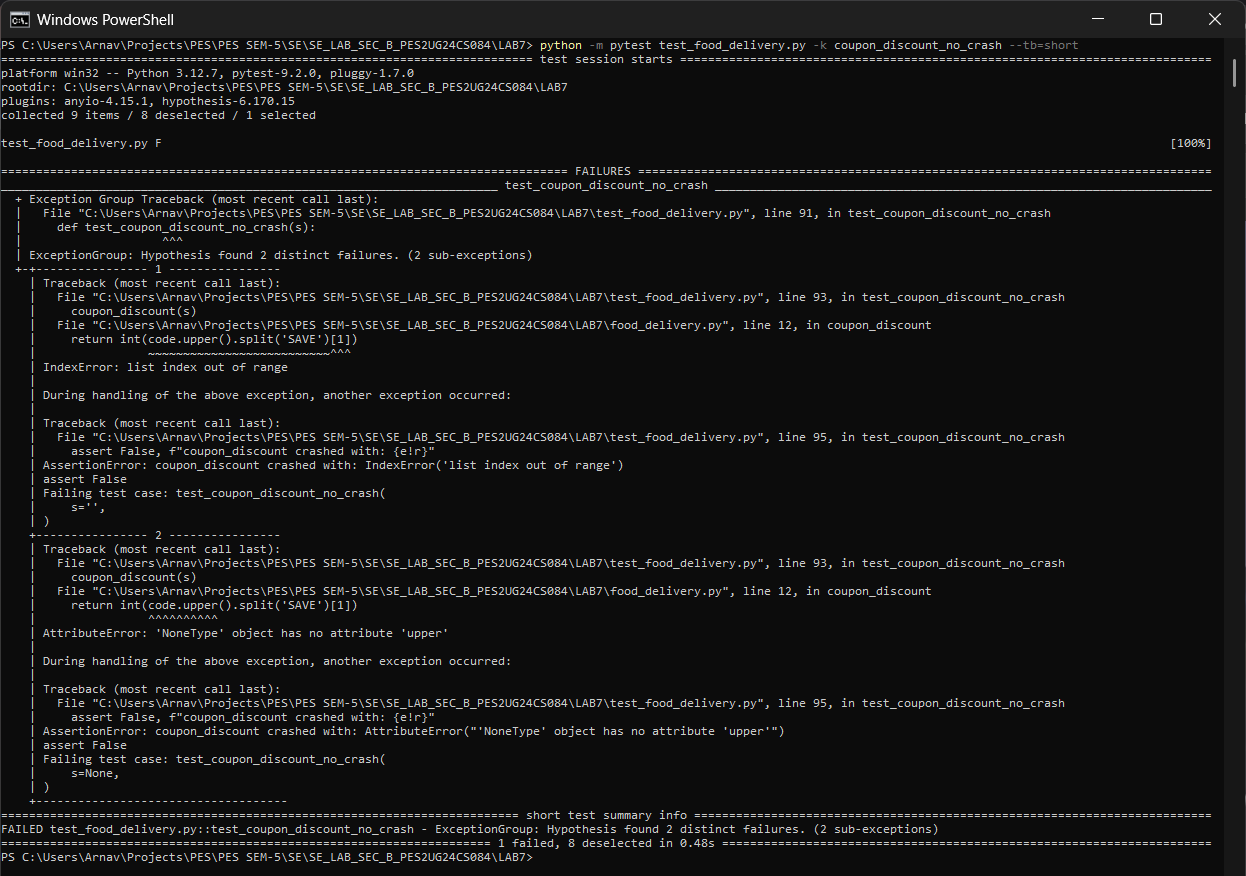 Windows PowerShell
PS C:\Users\Arnav\Projects\PES\PES SEM-5\SE\SE_LAB_SEC_B_PES2UG24CS084\LAB7> python -m pytest test_food_delivery.py -k coupon_discount_no_crash --tb=short
============================================================================ test session starts ============================================================================
platform win32 -- Python 3.12.7, pytest-9.2.0, pluggy-1.7.0
rootdir: C:\Users\Arnav\Projects\PES\PES SEM-5\SE\SE_LAB_SEC_B_PES2UG24CS084\LAB7
plugins: anyio-4.15.1, hypothesis-6.170.15
collected 9 items / 8 deselected / 1 selected
test_food_delivery.py F [100%]
================================================================================= FAILURES ==================================================================================
_______________________________________________________________________ test_coupon_discount_no_crash _______________________________________________________________________
  + Exception Group Traceback (most recent call last):
  |   File "C:\Users\Arnav\Projects\PES\PES SEM-5\SE\SE_LAB_SEC_B_PES2UG24CS084\LAB7\test_food_delivery.py", line 91, in test_coupon_discount_no_crash
  |     def test_coupon_discount_no_crash(s):
  |                    ^^^
  | ExceptionGroup: Hypothesis found 2 distinct failures. (2 sub-exceptions)
  +-+---------------- 1 ----------------
    | Traceback (most recent call last):
    |   File "C:\Users\Arnav\Projects\PES\PES SEM-5\SE\SE_LAB_SEC_B_PES2UG24CS084\LAB7\test_food_delivery.py", line 93, in test_coupon_discount_no_crash
    |     coupon_discount(s)
    |   File "C:\Users\Arnav\Projects\PES\PES SEM-5\SE\SE_LAB_SEC_B_PES2UG24CS084\LAB7\food_delivery.py", line 12, in coupon_discount
    |     return int(code.upper().split('SAVE')[1])
    |                ~~~~~~~~~~~~~~~~~~~~~~~~~~^^^
    | IndexError: list index out of range
    |
    | During handling of the above exception, another exception occurred:
    |
    | Traceback (most recent call last):
    |   File "C:\Users\Arnav\Projects\PES\PES SEM-5\SE\SE_LAB_SEC_B_PES2UG24CS084\LAB7\test_food_delivery.py", line 95, in test_coupon_discount_no_crash
    |     assert False, f"coupon_discount crashed with: {e!r}"
    | AssertionError: coupon_discount crashed with: IndexError('list index out of range')
    | assert False
    | Failing test case: test_coupon_discount_no_crash(
    |     s='',
    | )
    +---------------- 2 ----------------
    | Traceback (most recent call last):
    |   File "C:\Users\Arnav\Projects\PES\PES SEM-5\SE\SE_LAB_SEC_B_PES2UG24CS084\LAB7\test_food_delivery.py", line 93, in test_coupon_discount_no_crash
    |     coupon_discount(s)
    |   File "C:\Users\Arnav\Projects\PES\PES SEM-5\SE\SE_LAB_SEC_B_PES2UG24CS084\LAB7\food_delivery.py", line 12, in coupon_discount
    |     return int(code.upper().split('SAVE')[1])
    |                ^^^^^^^^^^
    | AttributeError: 'NoneType' object has no attribute 'upper'
    |
    | During handling of the above exception, another exception occurred:
    |
    | Traceback (most recent call last):
    |   File "C:\Users\Arnav\Projects\PES\PES SEM-5\SE\SE_LAB_SEC_B_PES2UG24CS084\LAB7\test_food_delivery.py", line 95, in test_coupon_discount_no_crash
    |     assert False, f"coupon_discount crashed with: {e!r}"
    | AssertionError: coupon_discount crashed with: AttributeError("'NoneType' object has no attribute 'upper'")
    | assert False
    | Failing test case: test_coupon_discount_no_crash(
    |     s=None,
    | )
    +------------------------------------
========================================================================== short test summary info ==========================================================================
FAILED test_food_delivery.py::test_coupon_discount_no_crash - ExceptionGroup: Hypothesis found 2 distinct failures. (2 sub-exceptions)
====================================================================== 1 failed, 8 deselected in 0.48s ======================================================================
PS C:\Users\Arnav\Projects\PES\PES SEM-5\SE\SE_LAB_SEC_B_PES2UG24CS084\LAB7>